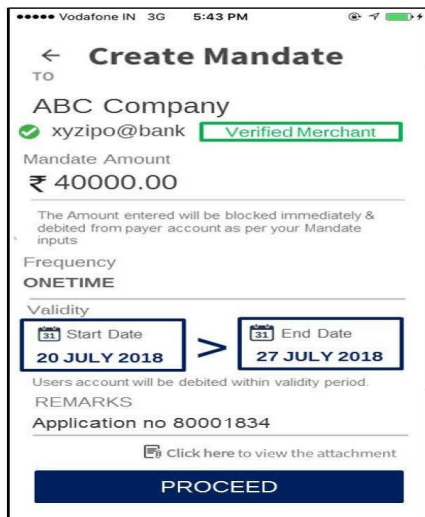 Vodafone IN 3G 5:43 PM
← Create Mandate
TO
ABC Company
xyzipo@bank Verified Merchant
Mandate Amount
₹ 40000.00
The Amount entered will be blocked immediately &
debited from payer account as per your Mandate
inputs
Frequency
ONETIME
Validity
31 Start Date > 31 End Date
20 JULY 2018 27 JULY 2018
Users account will be debited within validity period.
REMARKS
Application no 80001834
Click here to view the attachment
PROCEED